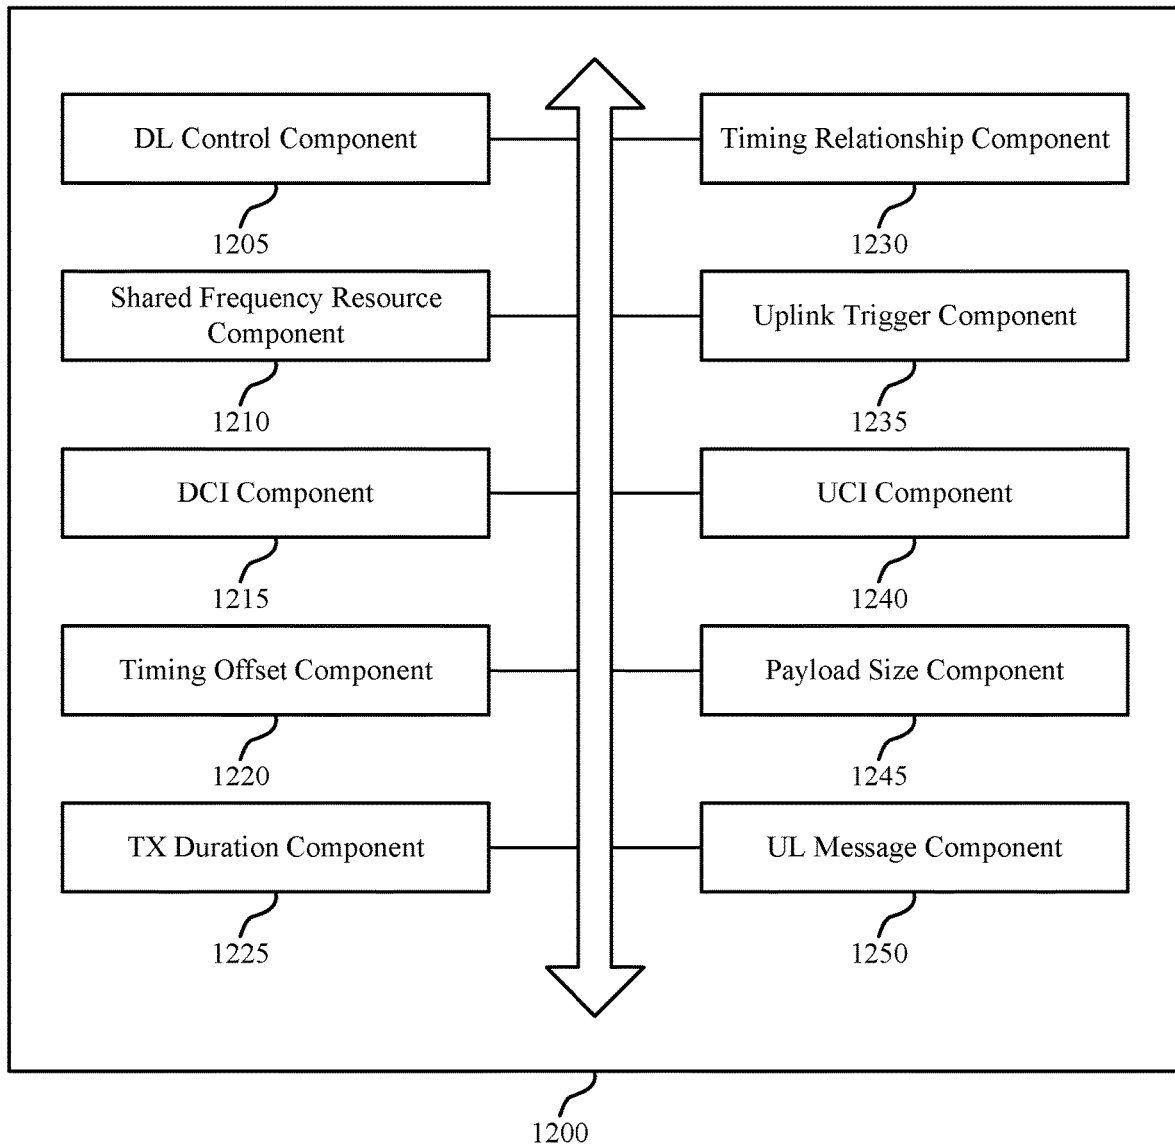 DL Control Component
1205
Shared Frequency Resource
Component
1210
DCI Component
1215
Timing Offset Component
1220
TX Duration Component
1225
Timing Relationship Component
1230
Uplink Trigger Component
1235
UCI Component
1240
Payload Size Component
1245
UL Message Component
1250
1200